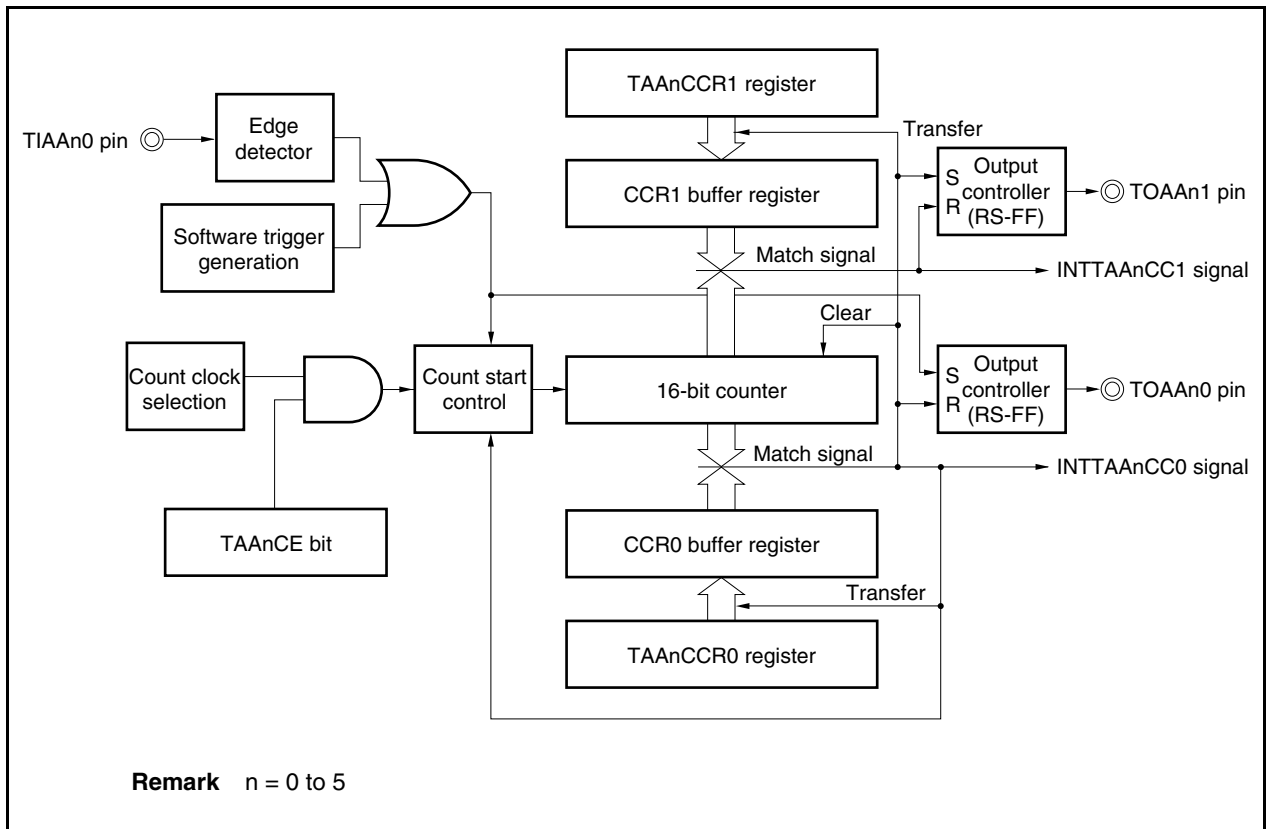 TAAnCCR1 register
TIAAn0 pin
Edge
detector
Transfer
CCR1 buffer register
S
R
Output
controller
(RS-FF)
TOAAn1 pin
Software trigger
generation
Match signal
INTTAAnCC1 signal
Clear
Count clock
selection
Count start
control
16-bit counter
S
R
Output
controller
(RS-FF)
TOAAn0 pin
Match signal
INTTAAnCC0 signal
TAAnCE bit
CCR0 buffer register
Transfer
TAAnCCR0 register
Remark n = 0 to 5